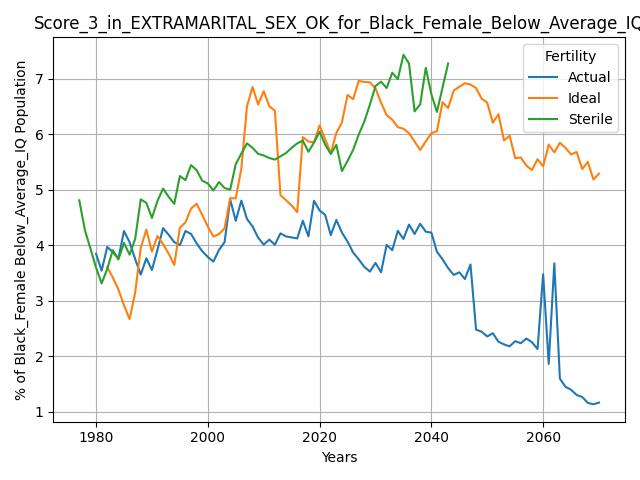 Score_3_in_EXTRAMARITAL_SEX_OK_for_Black_Female_Below_Average_IQ
Fertility
Actual
Ideal
Sterile
% of Black_Female Below_Average_IQ Population
7
6
5
4
3
2
1
1980 2000 2020 2040 2060
Years